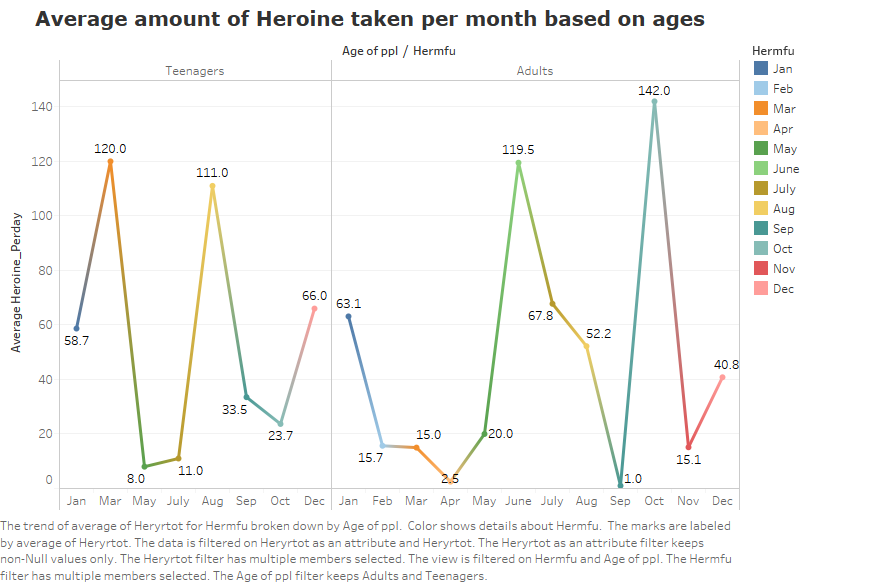 Average amount of Heroine taken per month based on ages
Age of ppl / Hermfu
Hermfu
Teenagers
Adults
Jan
Feb
Mar
Apr
May
June
July
Aug
Sep
Oct
Nov
Dec
Average Heroine_Perday
140
120
100
80
60
40
20
0
58.7
120.0
8.0
11.0
111.0
33.5
23.7
66.0
63.1
15.7
15.0
2.5
20.0
119.5
67.8
52.2
1.0
142.0
15.1
40.8
Jan Mar May July Aug Sep Oct Dec Jan Feb Mar Apr May June July Aug Sep Oct Nov Dec
The trend of average of Heryrtot for Hermfu broken down by Age of ppl. Color shows details about Hermfu. The marks are labeled
by average of Heryrtot. The data is filtered on Heryrtot as an attribute and Heryrtot. The Heryrtot as an attribute filter keeps
non-Null values only. The Heryrtot filter has multiple members selected. The view is filtered on Hermfu and Age of ppl. The Hermfu
filter has multiple members selected. The Age of ppl filter keeps Adults and Teenagers.